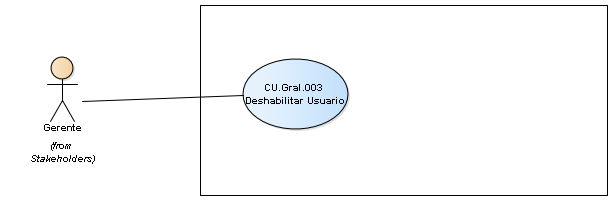 CU.Gral.003
Deshabilitar Usuario
Gerente
(from
Stakeholders)